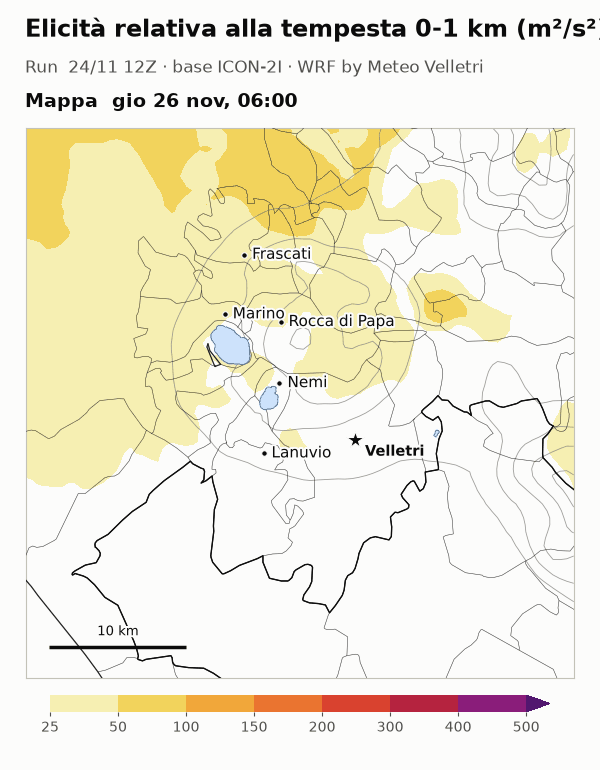 Elicità relativa alla tempesta 0-1 km (m²/s²)
Run 24/11 12Z · base ICON-2I · WRF by Meteo Velletri
Mappa gio 26 nov, 06:00
Frascati
Marino
Rocca di Papa
Nemi
Velletri
Lanuvio
10 km
25 50 100 150 200 300 400 500